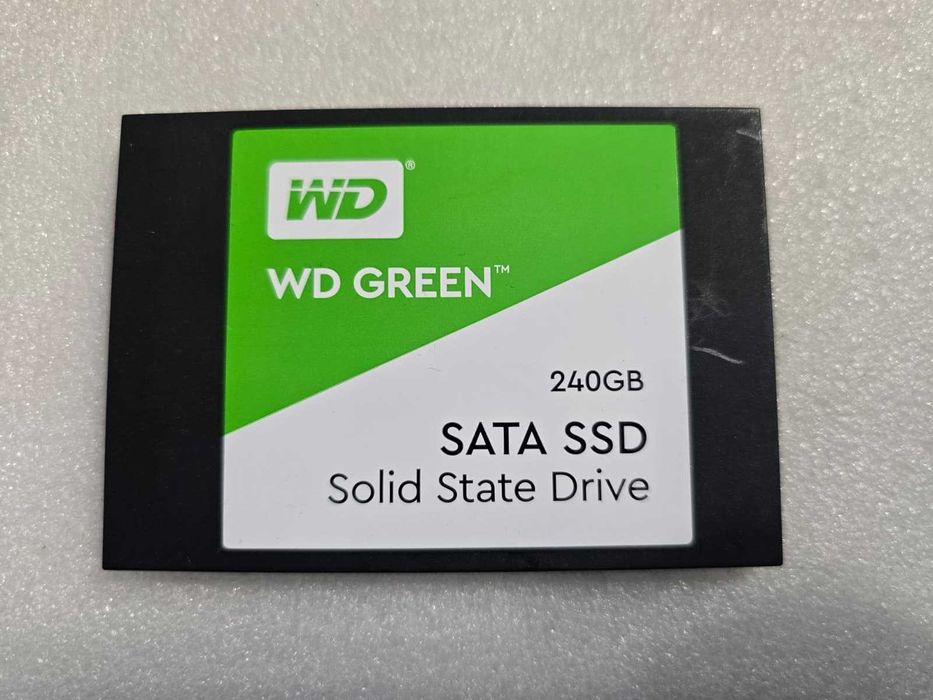 WD®
WD GREEN™
240GB
SATA SSD
Solid State Drive